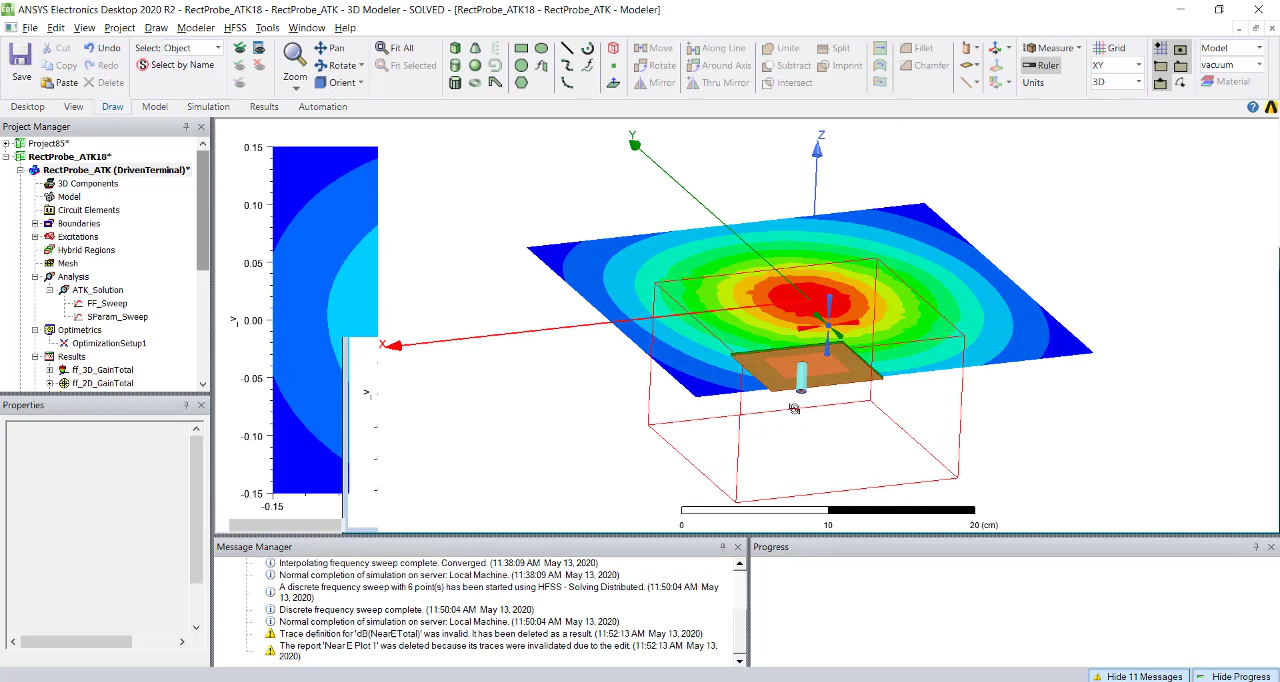 ANSYS Electronics Desktop 2020 R2 - RectProbe_ATK18 - RectProbe_ATK - 3D Modeler - SOLVED - [RectProbe_ATK18 - RectProbe_ATK - Modeler]
File Edit View Project Draw Modeler HFSS Tools Window Help
Save
Cut Undo
Copy Redo
Paste Delete
Select: Object
Select by Name
Zoom
Pan
Rotate
Orient
Fit All
Fit Selected
Move Along Line
Rotate Around Axis
Mirror Thru Mirror
Unite Split
Subtract Imprint
Intersect
Fillet
Chamfer
Measure
Ruler
Units
Grid
XY
3D
Model
vacuum
Material
Desktop View Draw Model Simulation Results Automation
Project Manager
Project85*
RectProbe_ATK18*
RectProbe_ATK (DrivenTerminal)*
3D Components
Model
Circuit Elements
Boundaries
Excitations
Hybrid Regions
Mesh
Analysis
ATK_Solution
FF_Sweep
SParam_Sweep
Optimetrics
OptimizationSetup1
Results
ff_3D_GainTotal
ff_2D_GainTotal
Properties
0.15
0.10
0.05
0.00
-0.05
-0.10
-0.15
-0.15
_v
_v
Y
Z
X
0 10 20 (cm)
Message Manager
Interpolating frequency sweep complete. Converged. (11:38:09 AM May 13, 2020)
Normal completion of simulation on server: Local Machine. (11:38:09 AM May 13, 2020)
A discrete frequency sweep with 6 point(s) has been started using HFSS - Solving Distributed. (11:50:04 AM May
13, 2020)
Discrete frequency sweep complete. (11:50:04 AM May 13, 2020)
Normal completion of simulation on server: Local Machine. (11:50:04 AM May 13, 2020)
Trace definition for 'dB(NearETotal)' was invalid. It has been deleted as a result. (11:52:13 AM May 13, 2020)
The report 'Near E Plot 1' was deleted because its traces were invalidated due to the edit. (11:52:13 AM May 13,
2020)
Progress
Hide 11 Messages
Hide Progress